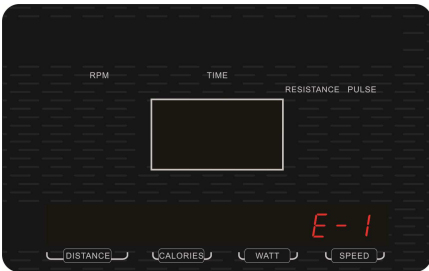 RPM TIME
RESISTANCE PULSE
E-1
DISTANCE CALORIES WATT SPEED